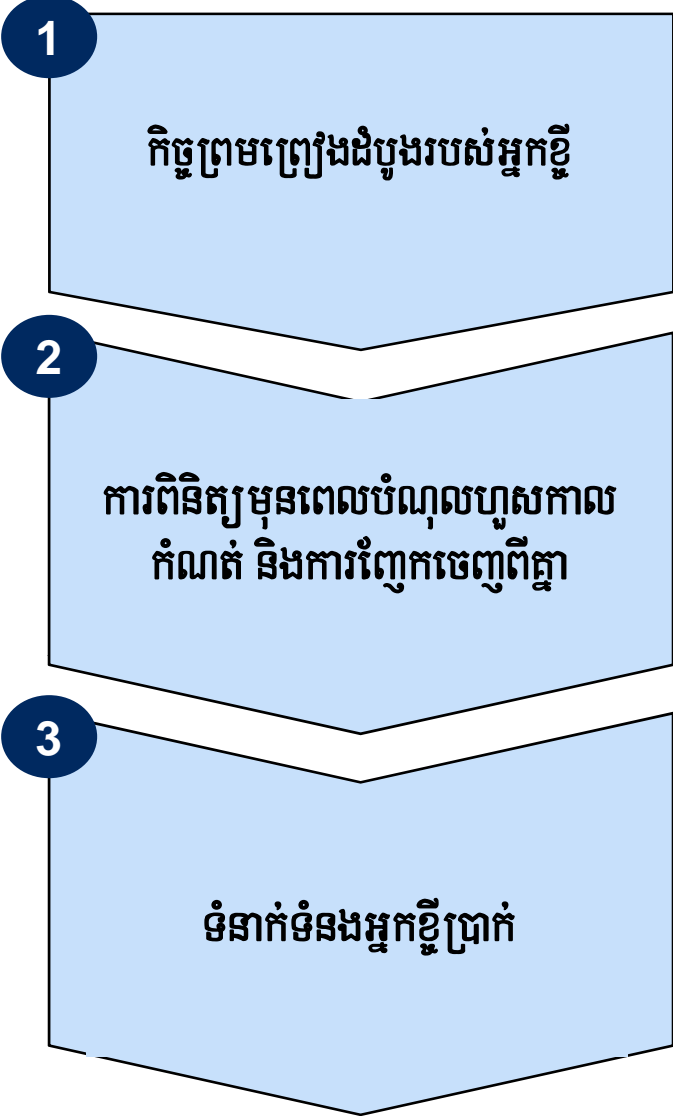 1
កិច្ចព្រមព្រៀងដំបូងរបស់អ្នកខ្ចី
2
ការពិនិត្យមុនពេលបំណុលហួសកាល
កំណត់ និងការញែកចេញពីគ្នា
3
ទំនាក់ទំនងអ្នកខ្ចីប្រាក់